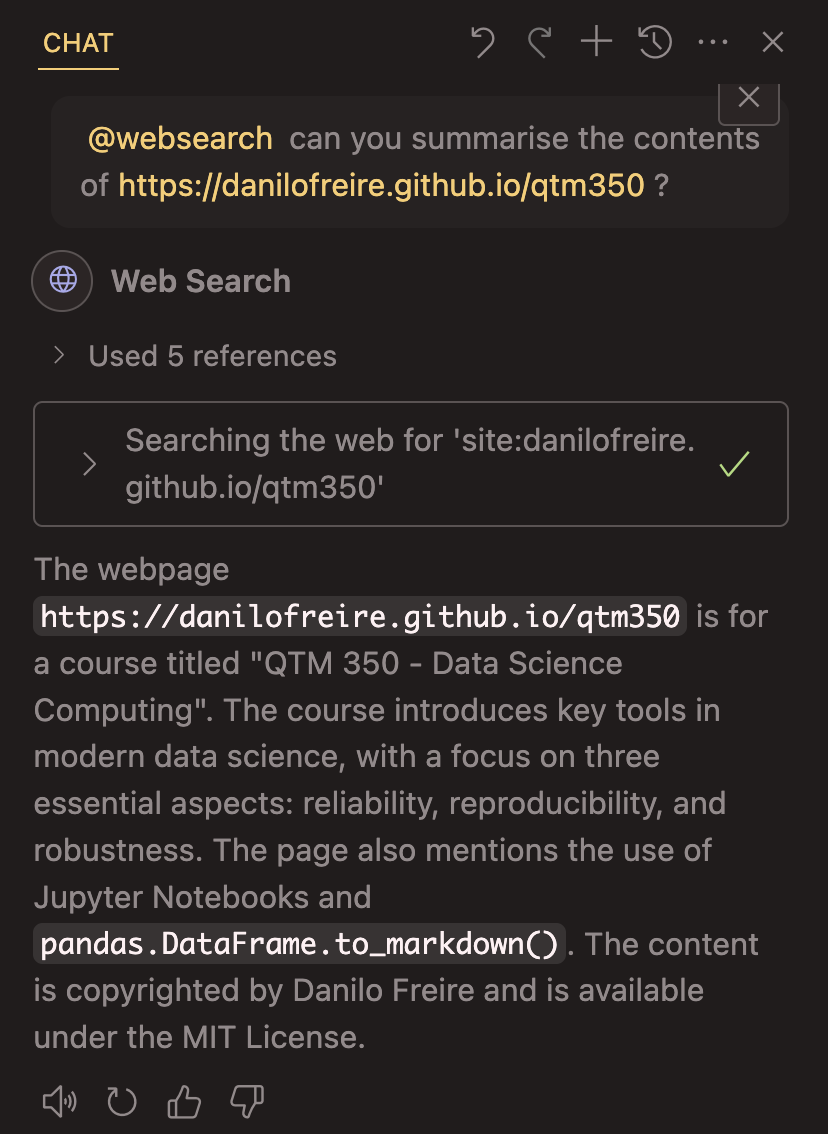 CHAT
@websearch can you summarise the contents
of https://danilofreire.github.io/qtm350 ?
Web Search
Used 5 references
Searching the web for 'site:danilofreire.
github.io/qtm350'
The webpage
https://danilofreire.github.io/qtm350 is for
a course titled "QTM 350 - Data Science
Computing". The course introduces key tools in
modern data science, with a focus on three
essential aspects: reliability, reproducibility, and
robustness. The page also mentions the use of
Jupyter Notebooks and
pandas.DataFrame.to_markdown(). The content
is copyrighted by Danilo Freire and is available
under the MIT License.